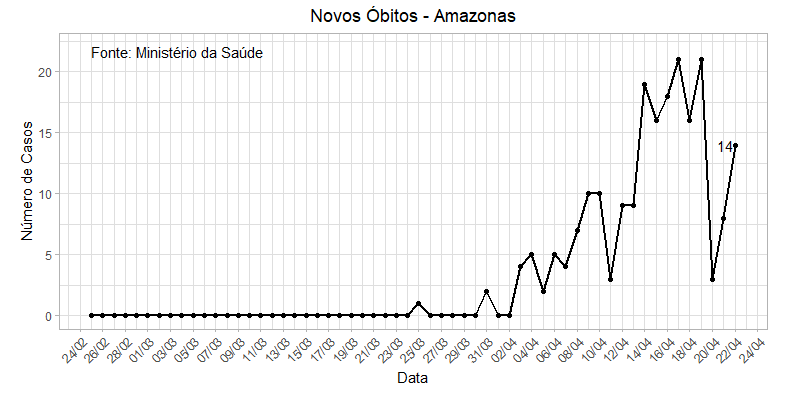 Novos Óbitos - Amazonas
Fonte: Ministério da Saúde
Número de Casos
20
15
10
5
0
14
24/02 26/02 28/02 01/03 03/03 05/03 07/03 09/03 11/03 13/03 15/03 17/03 19/03 21/03 23/03 25/03 27/03 29/03 31/03 02/04 04/04 06/04 08/04 10/04 12/04 14/04 16/04 18/04 20/04 22/04 24/04
Data